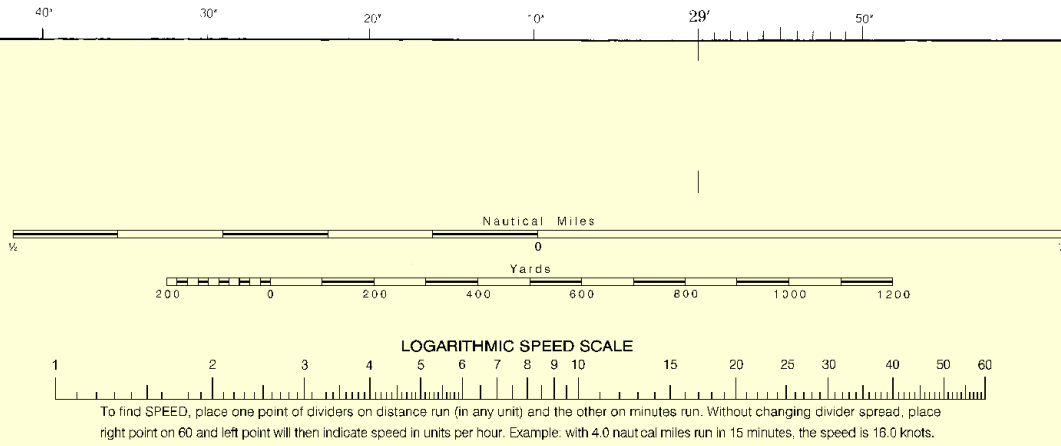 40" 30" 20" 10" 29' 50"
Nautical Miles
½ 0
Yards
200 0 200 400 600 800 1000 1200
LOGARITHMIC SPEED SCALE
1 2 3 4 5 6 7 8 9 10 15 20 25 30 40 50 60
To find SPEED, place one point of dividers on distance run (in any unit) and the other on minutes run. Without changing divider spread, place
right point on 60 and left point will then indicate speed in units per hour. Example: with 4.0 nautical miles run in 15 minutes, the speed is 16.0 knots.